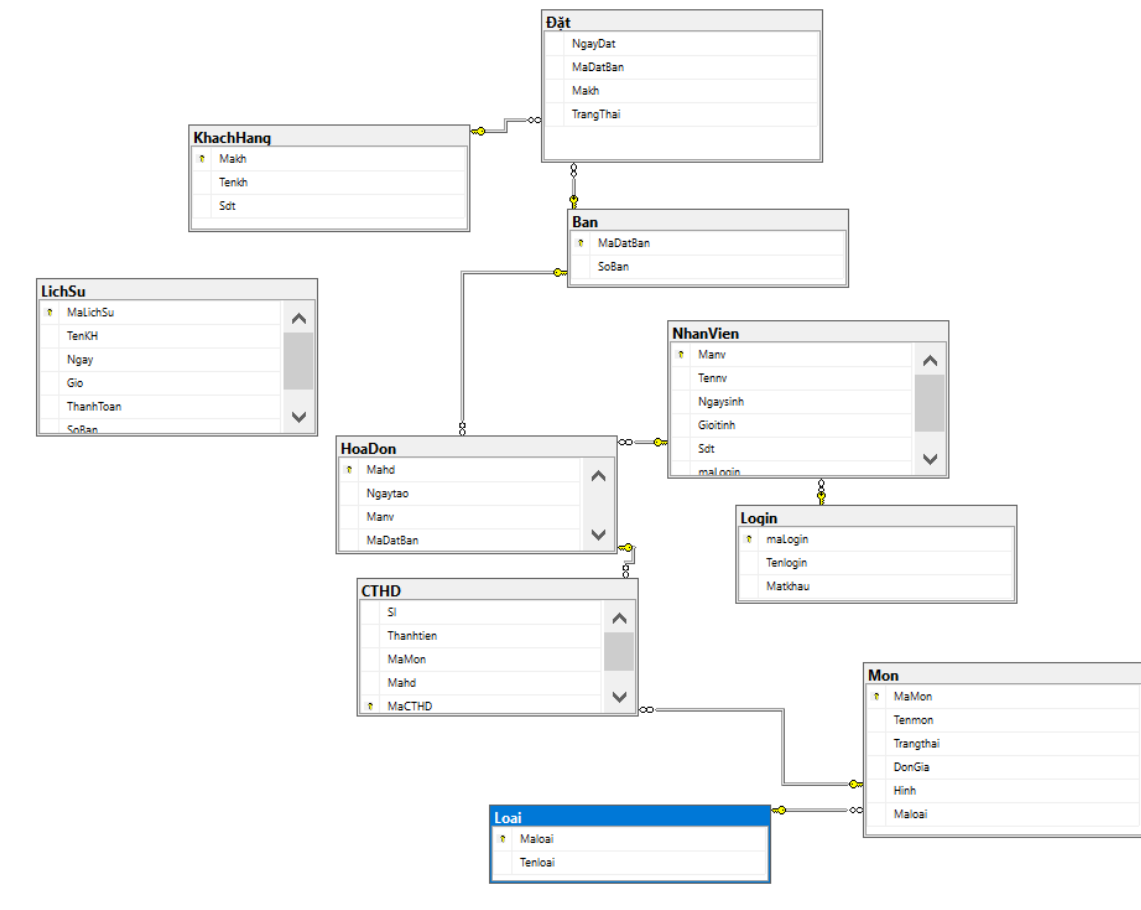 Đặt
NgayDat
MaDatBan
Makh
TrangThai
KhachHang
Makh
Tenkh
Sdt
Ban
MaDatBan
SoBan
LichSu
MaLichSu
TenKH
Ngay
Gio
ThanhToan
SoBan
NhanVien
Manv
Tennv
Ngaysinh
Gioitinh
Sdt
maLogin
HoaDon
Mahd
Ngaytao
Manv
MaDatBan
Login
maLogin
Tenlogin
Matkhau
CTHD
Sl
Thanhtien
MaMon
Mahd
MaCTHD
Mon
MaMon
Tenmon
Trangthai
DonGia
Hinh
Maloai
Loai
Maloai
Tenloai